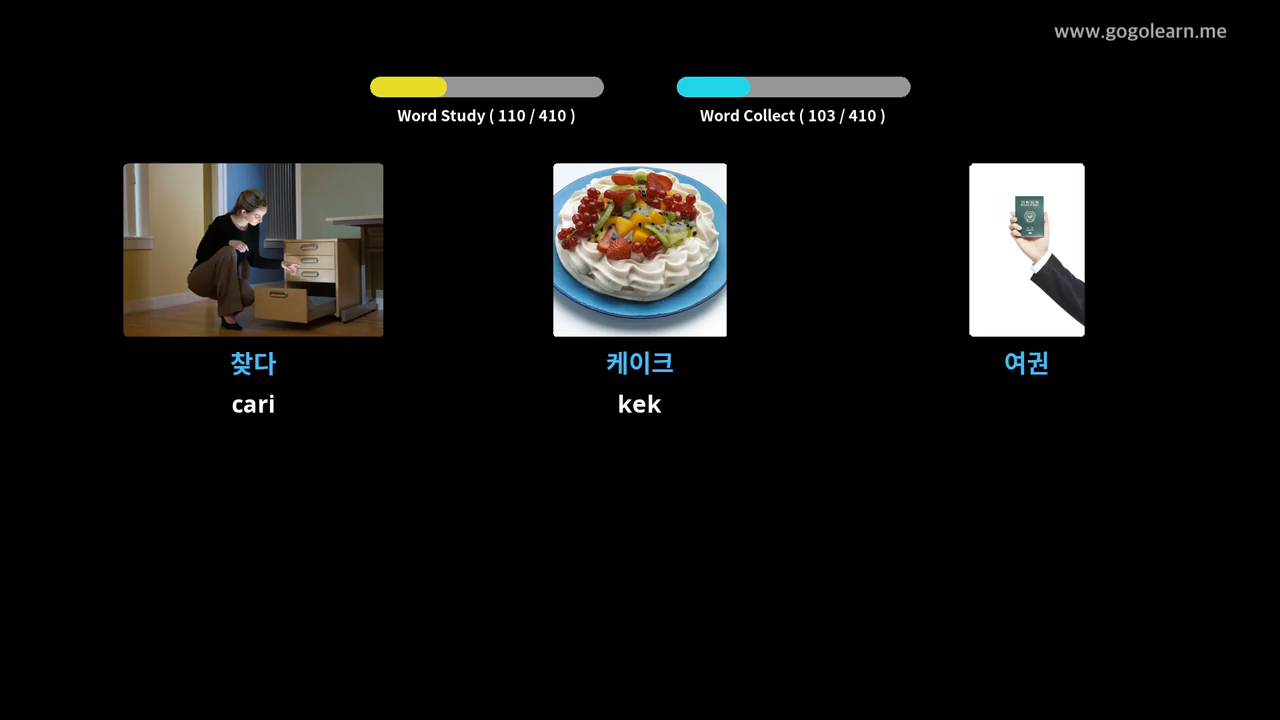 www.gogolearn.me
Word Study ( 110 / 410 )
Word Collect ( 103 / 410 )
찾다
케이크
여권
cari
kek